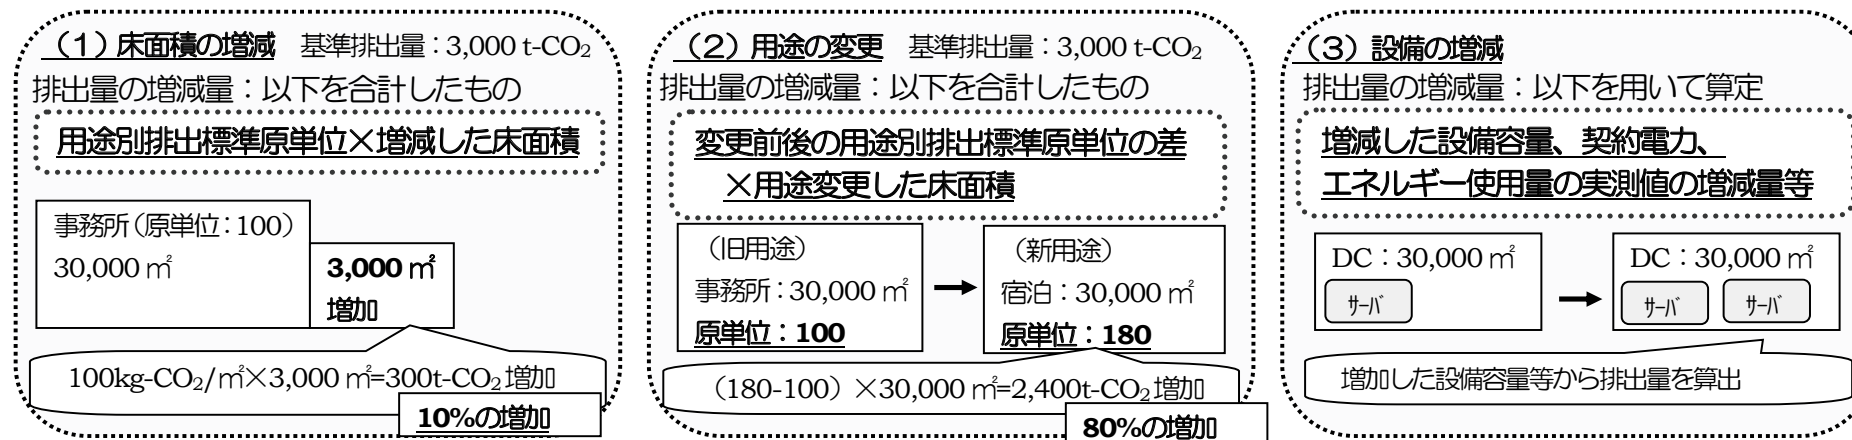 （１）床面積の増減　基準排出量：3,000 t-CO₂
排出量の増減量：以下を合計したもの
用途別排出標準原単位×増減した床面積
事務所（原単位：100）
30,000 ㎡
3,000 ㎡
増加
100kg-CO₂/㎡×3,000 ㎡=300t-CO₂増加
10%の増加
（２）用途の変更　基準排出量：3,000 t-CO₂
排出量の増減量：以下を合計したもの
変更前後の用途別排出標準原単位の差
×用途変更した床面積
（旧用途）
事務所：30,000 ㎡
原単位：100
（新用途）
宿泊：30,000 ㎡
原単位：180
（180-100）×30,000 ㎡=2,400t-CO₂増加
80%の増加
（３）設備の増減
排出量の増減量：以下を用いて算定
増減した設備容量、契約電力、
エネルギー使用量の実測値の増減量等
DC：30,000 ㎡
ｻｰﾊﾞ
DC：30,000 ㎡
ｻｰﾊﾞ ｻｰﾊﾞ
増加した設備容量等から排出量を算出